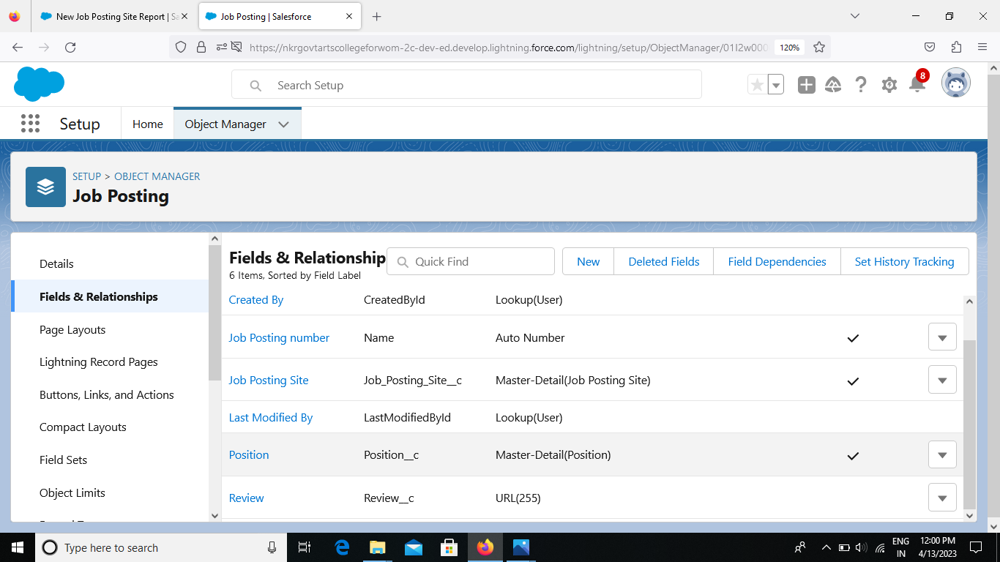 New Job Posting Site Report | Sa
Job Posting | Salesforce
https://nkrgovtartscollegeforwom-2c-dev-ed.develop.lightning.force.com/lightning/setup/ObjectManager/01I2w000
120%
Search Setup
8
Setup
Home
Object Manager
SETUP > OBJECT MANAGER
Job Posting
Details
Fields & Relationships
Page Layouts
Lightning Record Pages
Buttons, Links, and Actions
Compact Layouts
Field Sets
Object Limits
Fields & Relationship
6 Items, Sorted by Field Label
Quick Find
New
Deleted Fields
Field Dependencies
Set History Tracking
Created By CreatedById Lookup(User)
Job Posting number Name Auto Number
Job Posting Site Job_Posting_Site__c Master-Detail(Job Posting Site)
Last Modified By LastModifiedById Lookup(User)
Position Position__c Master-Detail(Position)
Review Review__c URL(255)
Type here to search
ENG
IN
12:00 PM
4/13/2023